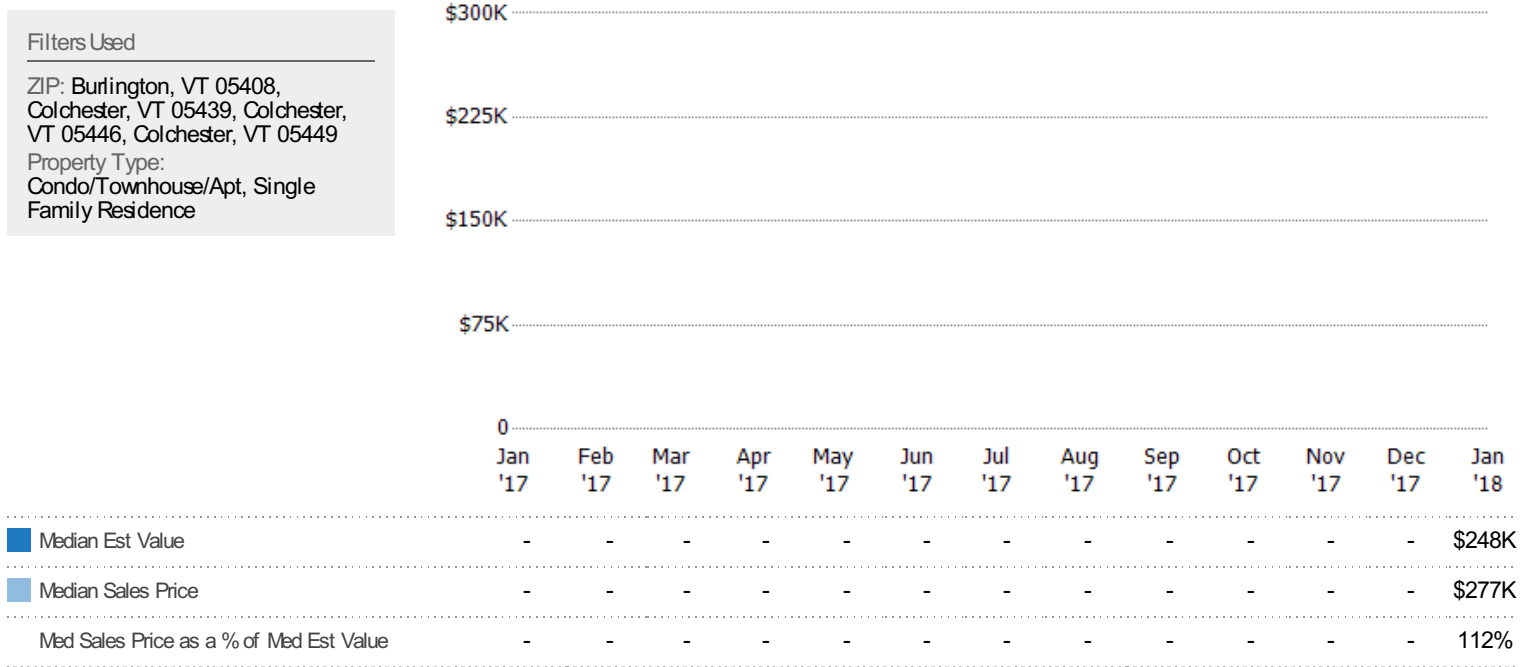 Filters Used
ZIP: Burlington, VT 05408,
Colchester, VT 05439, Colchester,
VT 05446, Colchester, VT 05449
Property Type:
Condo/Townhouse/Apt, Single
Family Residence
$300K
$225K
$150K
$75K
0
Jan '17 Feb '17 Mar '17 Apr '17 May '17 Jun '17 Jul '17 Aug '17 Sep '17 Oct '17 Nov '17 Dec '17 Jan '18
Median Est Value - - - - - - - - - - - - $248K
Median Sales Price - - - - - - - - - - - - $277K
Med Sales Price as a % of Med Est Value - - - - - - - - - - - - 112%